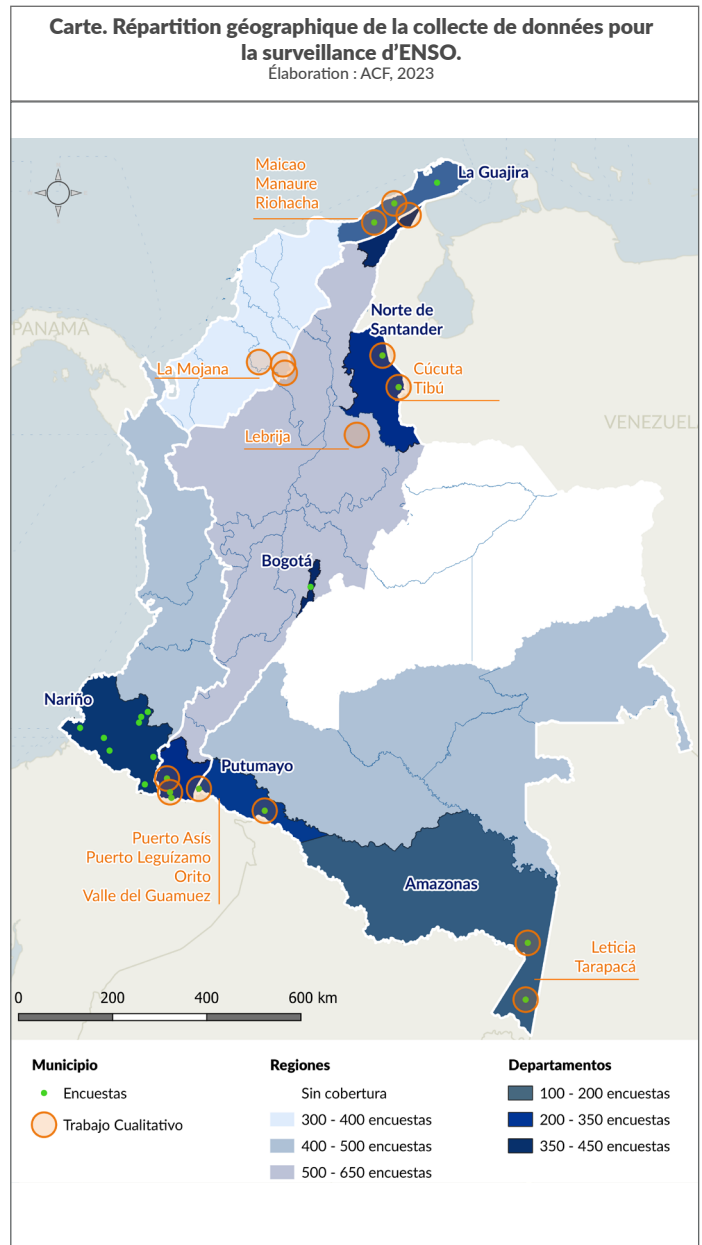 Carte. Répartition géographique de la collecte de données pour
la surveillance d’ENSO.
Élaboration : ACF, 2023
Maicao
Manaure
Riohacha
La Guajira
PANAMA
Norte de
Santander
La Mojana
Cúcuta
Tibú
VENEZUELA
Lebrija
Bogotá
Nariño
Putumayo
Puerto Asís
Puerto Leguízamo
Orito
Valle del Guamuez
Amazonas
Leticia
Tarapacá
0 200 400 600 km
Municipio
Encuestas
Trabajo Cualitativo
Regiones
Sin cobertura
300 - 400 encuestas
400 - 500 encuestas
500 - 650 encuestas
Departamentos
100 - 200 encuestas
200 - 350 encuestas
350 - 450 encuestas